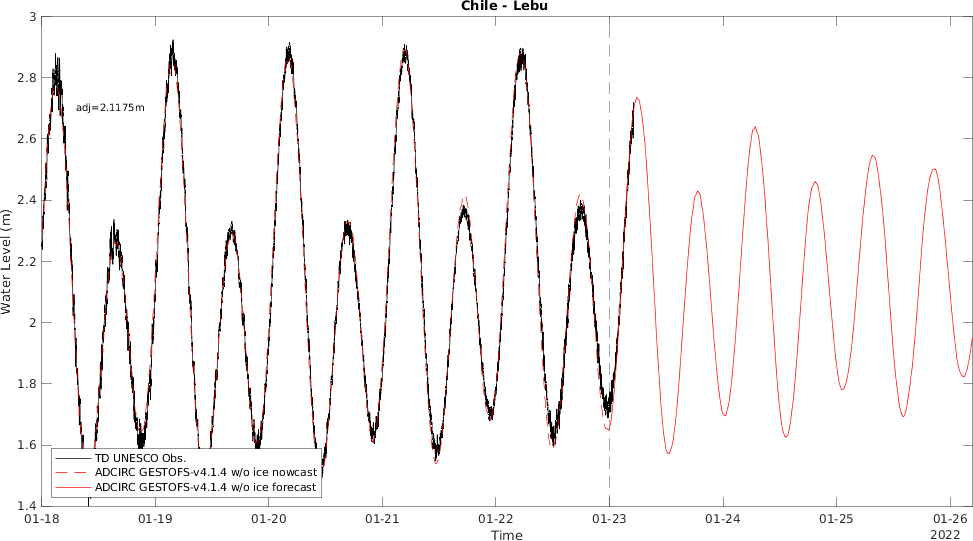 Chile - Lebu
3
2.8
adj=2.1175m
2.6
2.4
Water Level (m)
2.2
2
1.8
1.6
TD UNESCO Obs.
ADCIRC GESTOFS-v4.1.4 w/o ice nowcast
ADCIRC GESTOFS-v4.1.4 w/o ice forecast
1.4
01-18 01-19 01-20 01-21 01-22 01-23 01-24 01-25 01-26
Time 2022